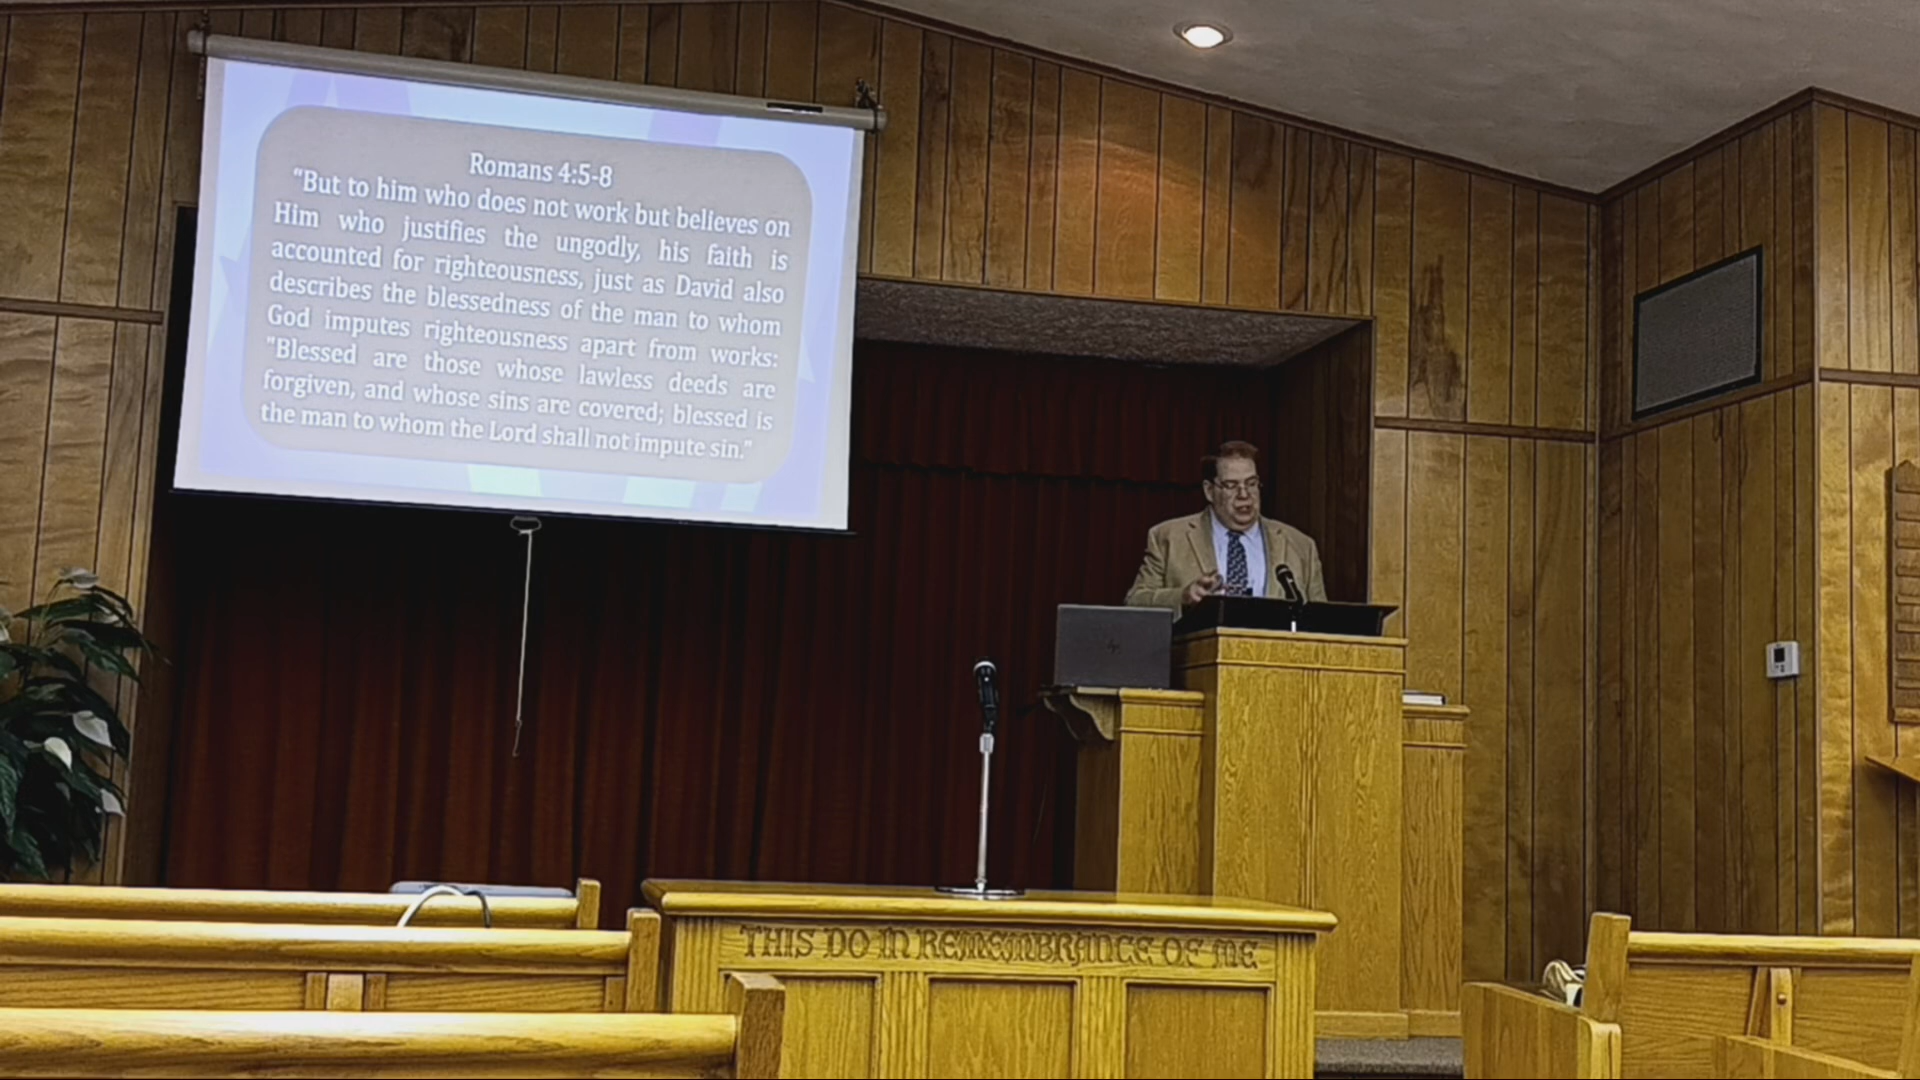 Romans 4:5-8
“But to him who does not work but believes on
Him who justifies the ungodly, his faith is
accounted for righteousness, just as David also
describes the blessedness of the man to whom
God imputes righteousness apart from works:
"Blessed are those whose lawless deeds are
forgiven, and whose sins are covered; blessed is
the man to whom the Lord shall not impute sin."
hp
THIS DO IN REMEMBRANCE OF ME